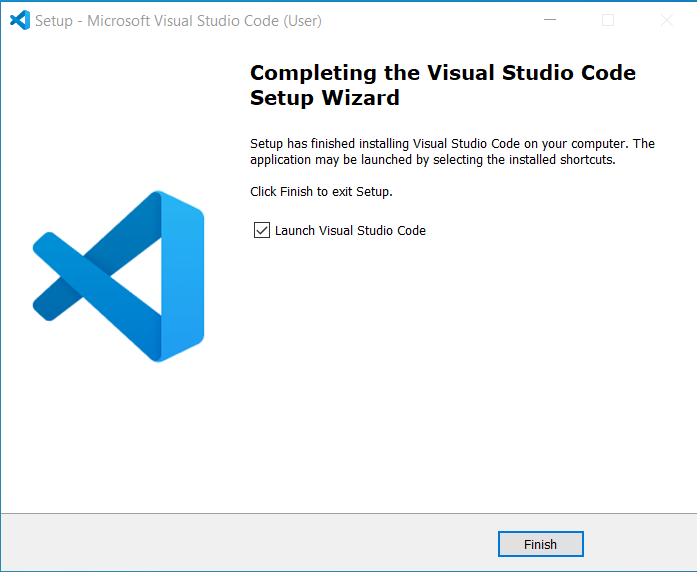 Setup - Microsoft Visual Studio Code (User)
Completing the Visual Studio Code
Setup Wizard
Setup has finished installing Visual Studio Code on your computer. The
application may be launched by selecting the installed shortcuts.
Click Finish to exit Setup.
Launch Visual Studio Code
Finish